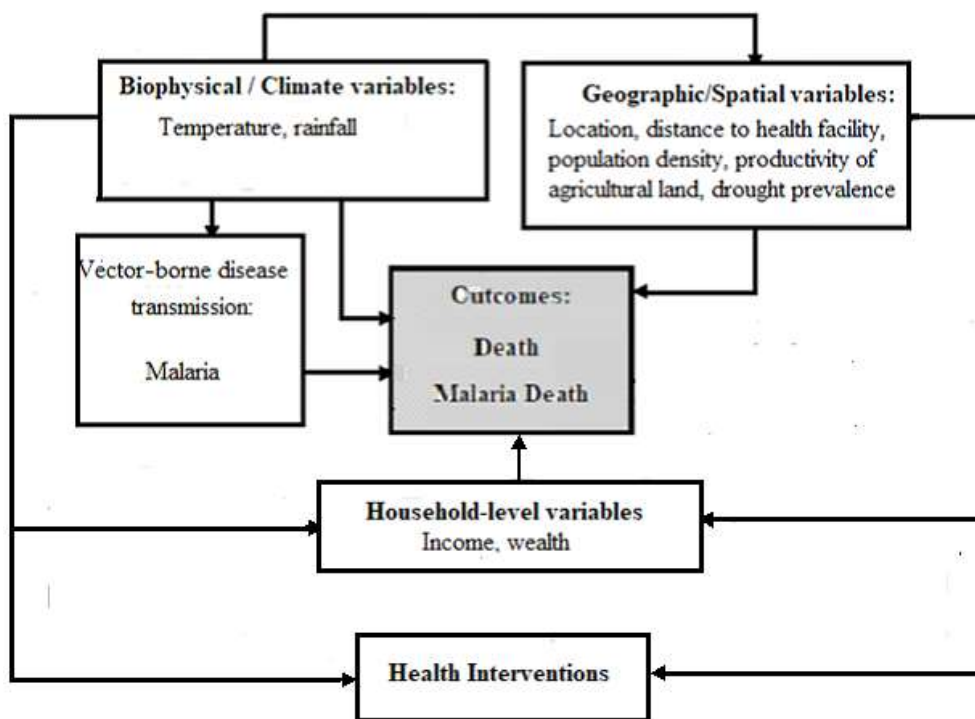 Biophysical / Climate variables:
Temperature, rainfall
Geographic/Spatial variables:
Location, distance to health facility,
population density, productivity of
agricultural land, drought prevalence
Vector-borne disease
transmission:
Malaria
Outcomes:
Death
Malaria Death
Household-level variables
Income, wealth
Health Interventions